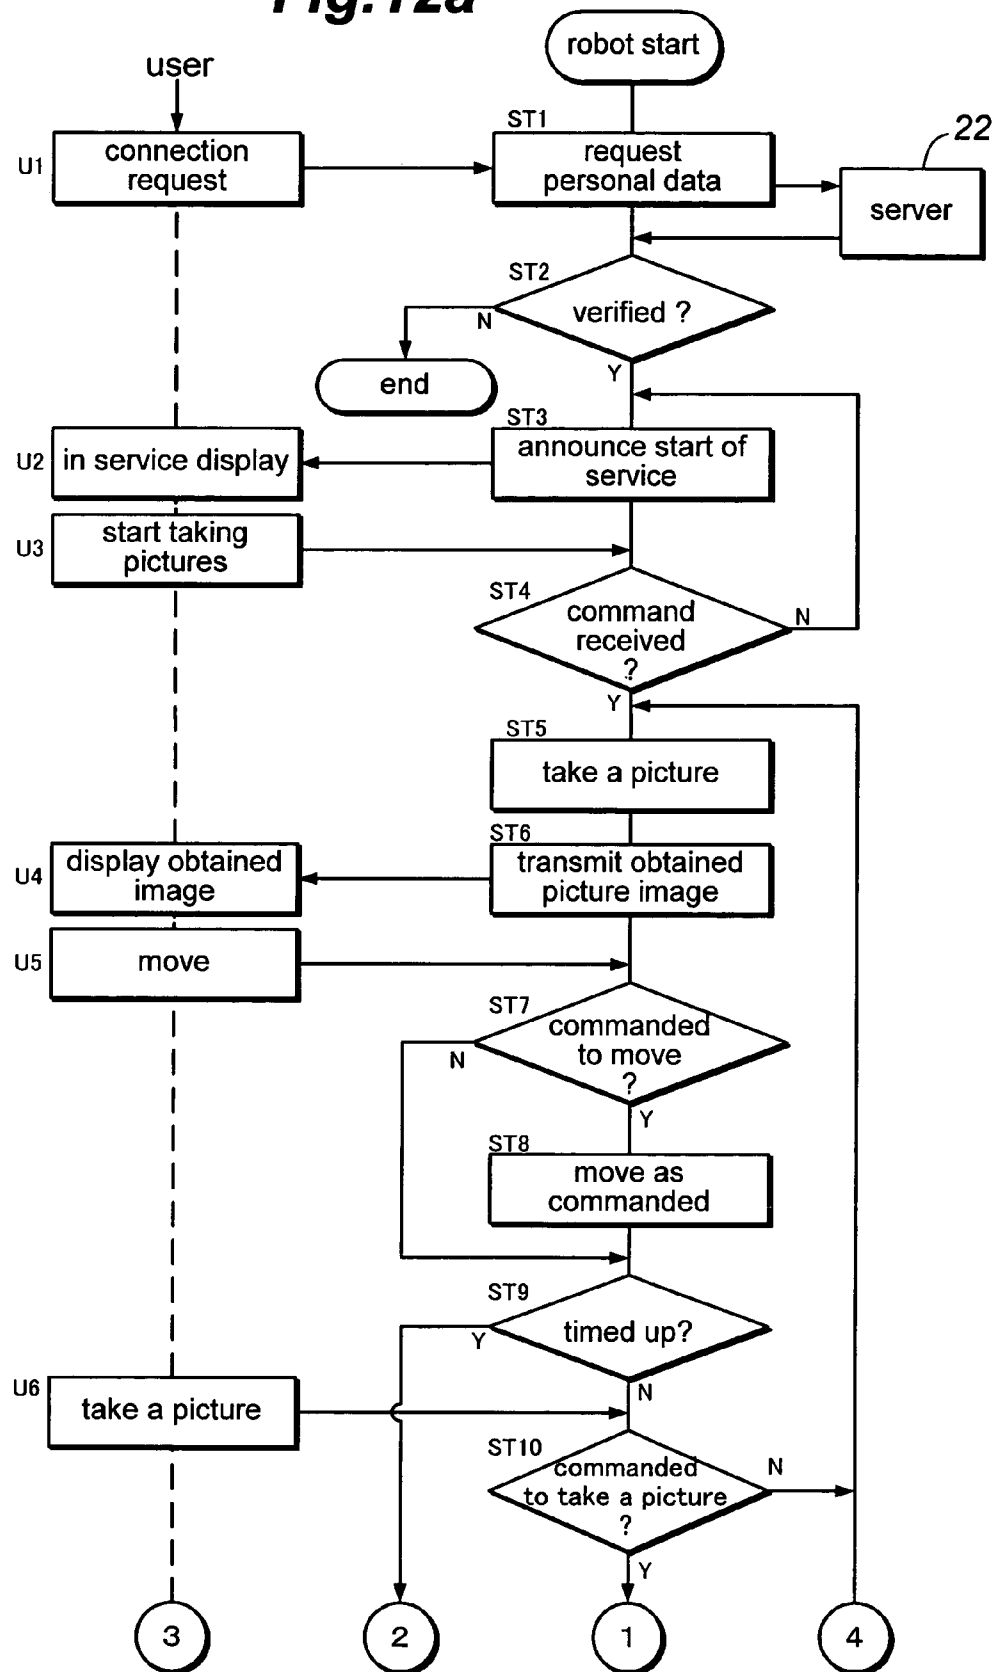 Fig.12a
robot start
user
ST1
22
U1
connection
request
request
personal data
server
ST2
verified ?
N
Y
end
ST3
U2
in service display
announce start of
service
U3
start taking
pictures
ST4
command
received
?
N
Y
ST5
take a picture
ST6
U4
display obtained
image
transmit obtained
picture image
U5
move
ST7
commanded
to move
?
N
Y
ST8
move as
commanded
ST9
timed up?
Y
N
U6
take a picture
ST10
commanded
to take a picture
?
N
Y
3
2
1
4